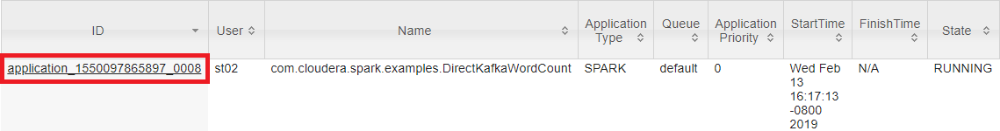 ID User Name Application Type Queue Application Priority StartTime FinishTime State
application_1550097865897_0008 st02 com.cloudera.spark.examples.DirectKafkaWordCount SPARK default 0 Wed Feb N/A RUNNING
13
16:17:13
-0800
2019